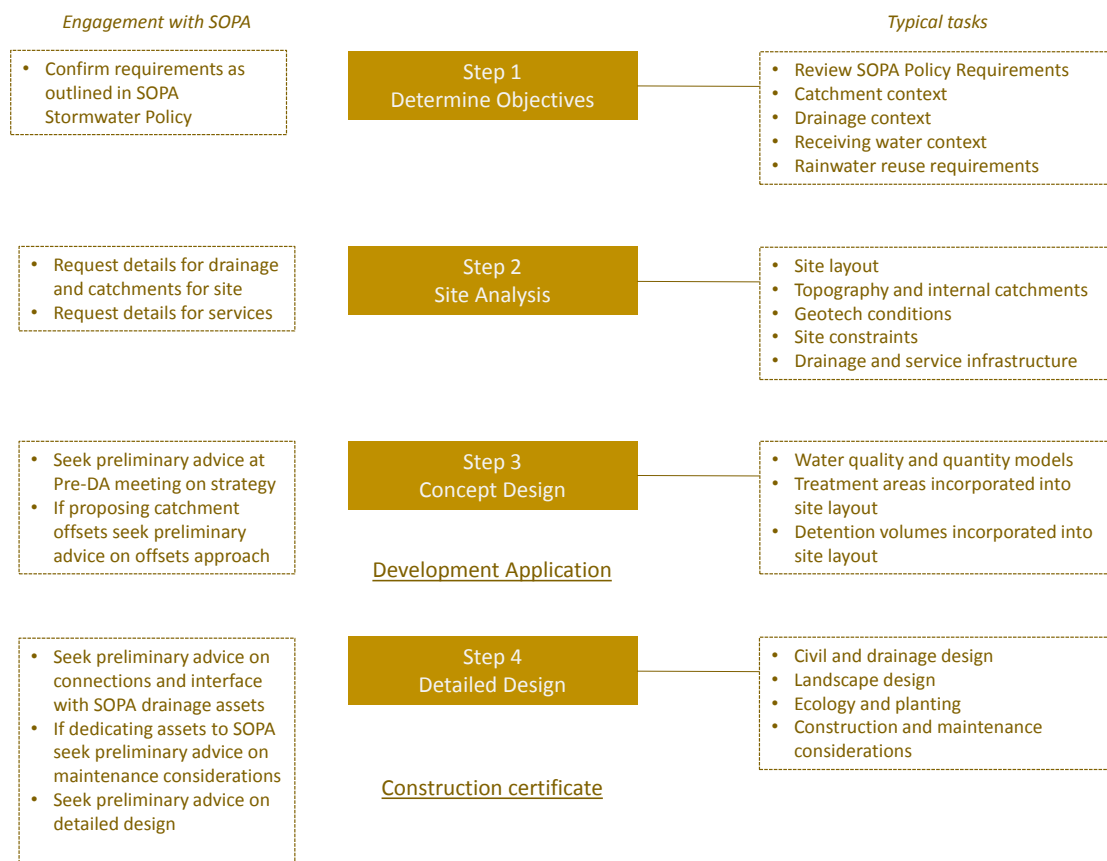 Engagement with SOPA
Typical tasks
• Confirm requirements as
outlined in SOPA
Stormwater Policy
Step 1
Determine Objectives
• Review SOPA Policy Requirements
• Catchment context
• Drainage context
• Receiving water context
• Rainwater reuse requirements
• Request details for drainage
and catchments for site
• Request details for services
Step 2
Site Analysis
• Site layout
• Topography and internal catchments
• Geotech conditions
• Site constraints
• Drainage and service infrastructure
• Seek preliminary advice at
Pre-DA meeting on strategy
• If proposing catchment
offsets seek preliminary
advice on offsets approach
Step 3
Concept Design
Development Application
• Water quality and quantity models
• Treatment areas incorporated into
site layout
• Detention volumes incorporated into
site layout
• Seek preliminary advice on
connections and interface
with SOPA drainage assets
• If dedicating assets to SOPA
seek preliminary advice on
maintenance considerations
• Seek preliminary advice on
detailed design
Step 4
Detailed Design
Construction certificate
• Civil and drainage design
• Landscape design
• Ecology and planting
• Construction and maintenance
considerations